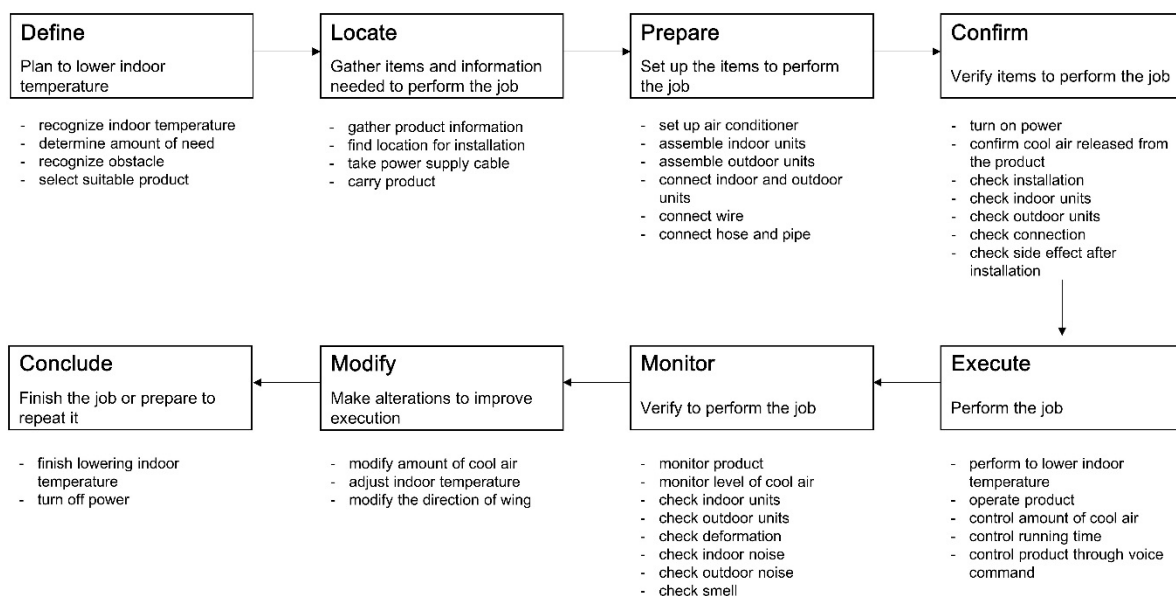 Define
Plan to lower indoor
temperature
- recognize indoor temperature
- determine amount of need
- recognize obstacle
- select suitable product
Locate
Gather items and information
needed to perform the job
- gather product information
- find location for installation
- take power supply cable
- carry product
Prepare
Set up the items to perform
the job
- set up air conditioner
- assemble indoor units
- assemble outdoor units
- connect indoor and outdoor
units
- connect wire
- connect hose and pipe
Confirm
Verify items to perform the job
- turn on power
- confirm cool air released from
the product
- check installation
- check indoor units
- check outdoor units
- check connection
- check side effect after
installation
Execute
Perform the job
- perform to lower indoor
temperature
- operate product
- control amount of cool air
- control running time
- control product through voice
command
Monitor
Verify to perform the job
- monitor product
- monitor level of cool air
- check indoor units
- check outdoor units
- check deformation
- check indoor noise
- check outdoor noise
- check smell
Modify
Make alterations to improve
execution
- modify amount of cool air
- adjust indoor temperature
- modify the direction of wing
Conclude
Finish the job or prepare to
repeat it
- finish lowering indoor
temperature
- turn off power